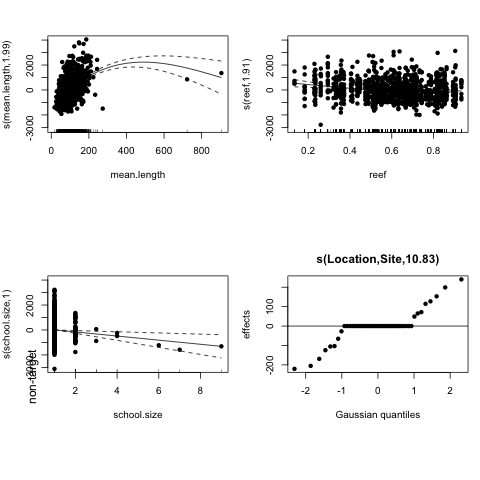 s(mean.length,1.99)
-3000 0 2000
0 200 400 600 800
mean.length
s(reef,1.91)
-3000 0 2000
0.2 0.4 0.6 0.8
reef
s(school.size,1)
0 2000
non-target
2 4 6 8
school.size
s(Location,Site,10.83)
effects
-200 0 100
-2 -1 0 1 2
Gaussian quantiles